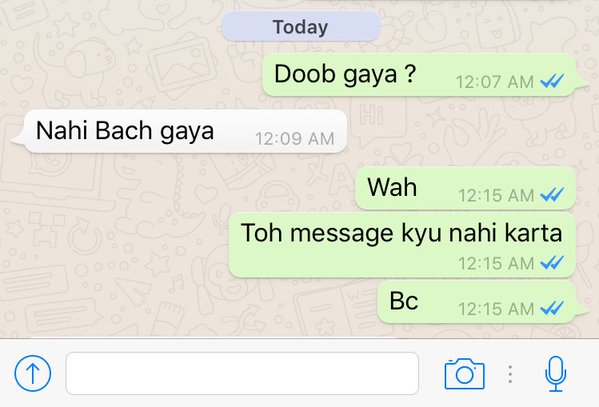 Today
Doob gaya ?
12:07 AM
Nahi Bach gaya
12:09 AM
Wah
12:15 AM
Toh message kyu nahi karta
12:15 AM
Bc
12:15 AM